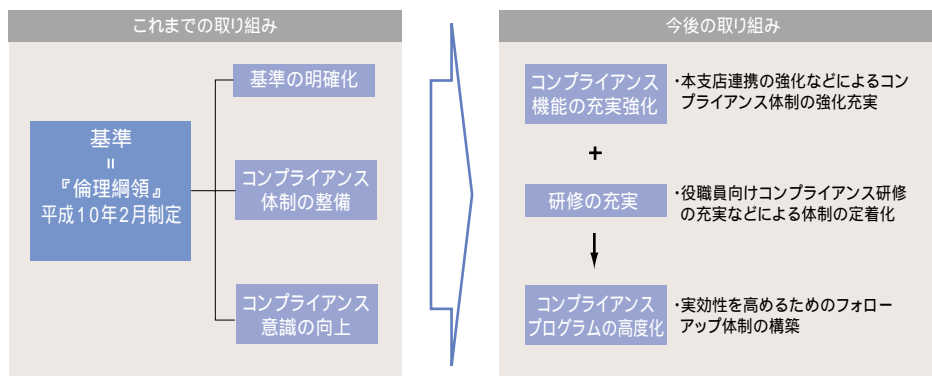 これまでの取り組み
基準
=
『倫理綱領』
平成10年2月制定
基準の明確化
コンプライアンス
体制の整備
コンプライアンス
意識の向上
今後の取り組み
コンプライアンス
機能の充実強化
・本支店連携の強化などによるコン
プライアンス体制の強化充実
+
研修の充実
・役職員向けコンプライアンス研修
の充実などによる体制の定着化
コンプライアンス
プログラムの高度化
・実効性を高めるためのフォロー
アップ体制の構築